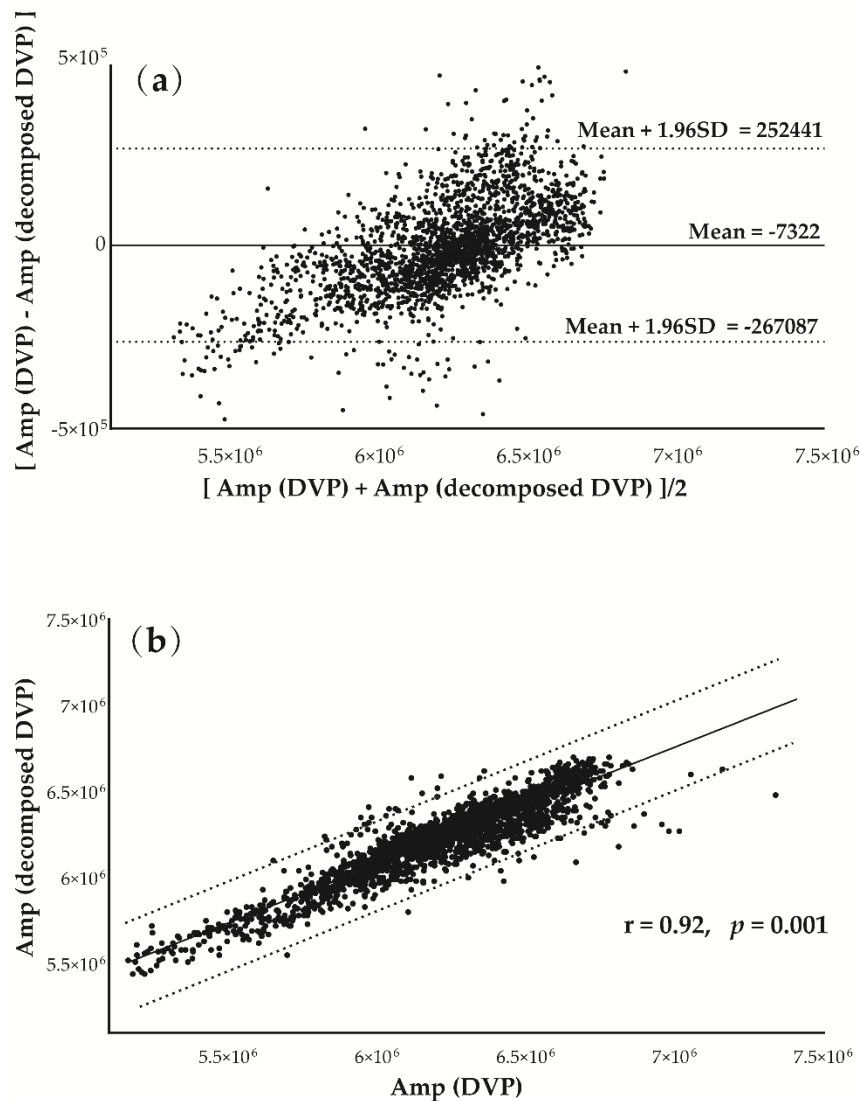 (a)
[ Amp (DVP) - Amp (decomposed DVP) ]
5×10⁵
0
-5×10⁵
Mean + 1.96SD = 252441
Mean = -7322
Mean + 1.96SD = -267087
5.5×10⁶ 6×10⁶ 6.5×10⁶ 7×10⁶ 7.5×10⁶
[ Amp (DVP) + Amp (decomposed DVP) ]/2
(b)
Amp (decomposed DVP)
7.5×10⁶
7×10⁶
6.5×10⁶
6×10⁶
5.5×10⁶
r = 0.92, p = 0.001
5.5×10⁶ 6×10⁶ 6.5×10⁶ 7×10⁶ 7.5×10⁶
Amp (DVP)